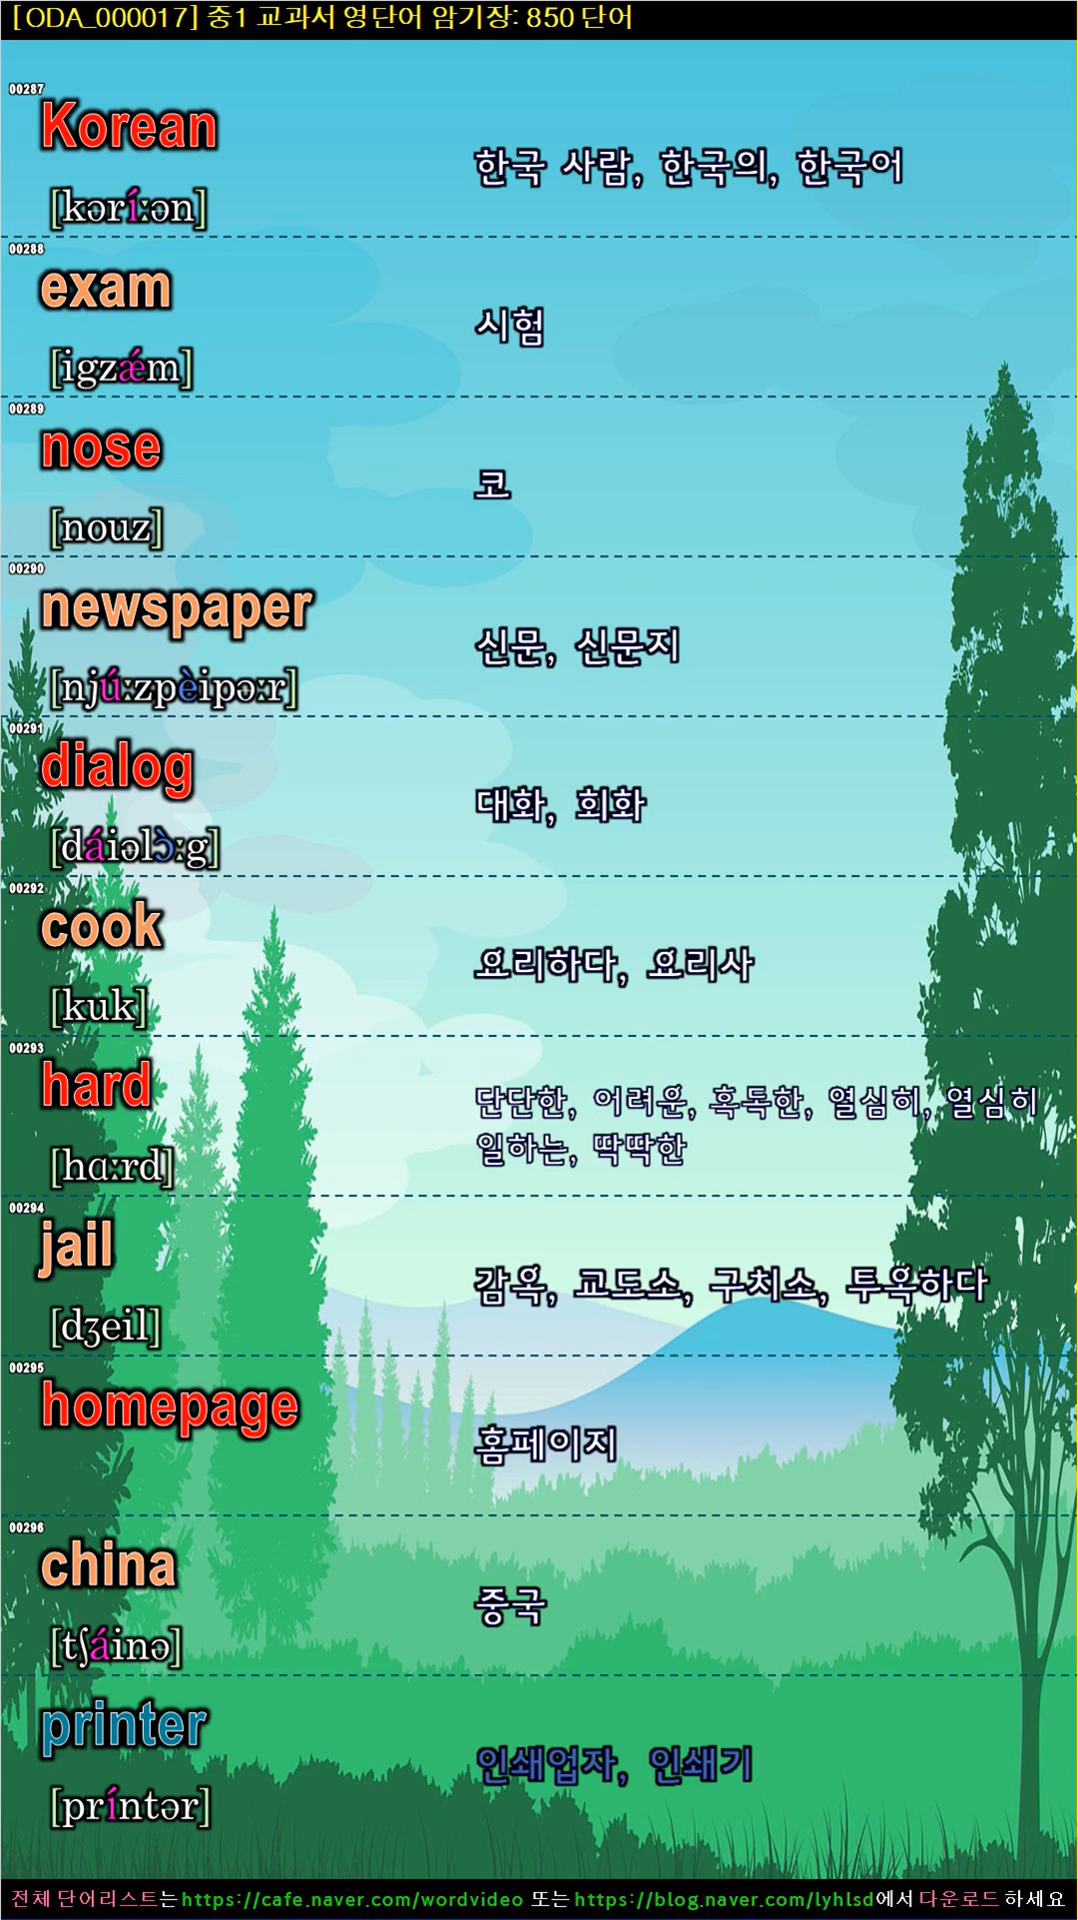 [ODA_000017] 중1 교과서 영단어 암기장: 850 단어
00287
Korean
한국 사람, 한국의, 한국어
[kəríːən]
00288
exam
시험
[igzǽm]
00289
nose
코
[nouz]
00290
newspaper
신문, 신문지
[njúːzpèipəːr]
00291
dialog
대화, 회화
[dáiəlɔ̀ːg]
00292
cook
요리하다, 요리사
[kuk]
00293
hard
단단한, 어려운, 혹독한, 열심히, 열심히
일하는, 딱딱한
[hɑːrd]
00294
jail
감옥, 교도소, 구치소, 투옥하다
[dʒeil]
00295
homepage
홈페이지
00296
china
중국
[tʃáinə]
printer
인쇄업자, 인쇄기
[príntər]
전체 단어리스트는 https://cafe.naver.com/wordvideo 또는 https://blog.naver.com/lyhlsd에서 다운로드 하세요